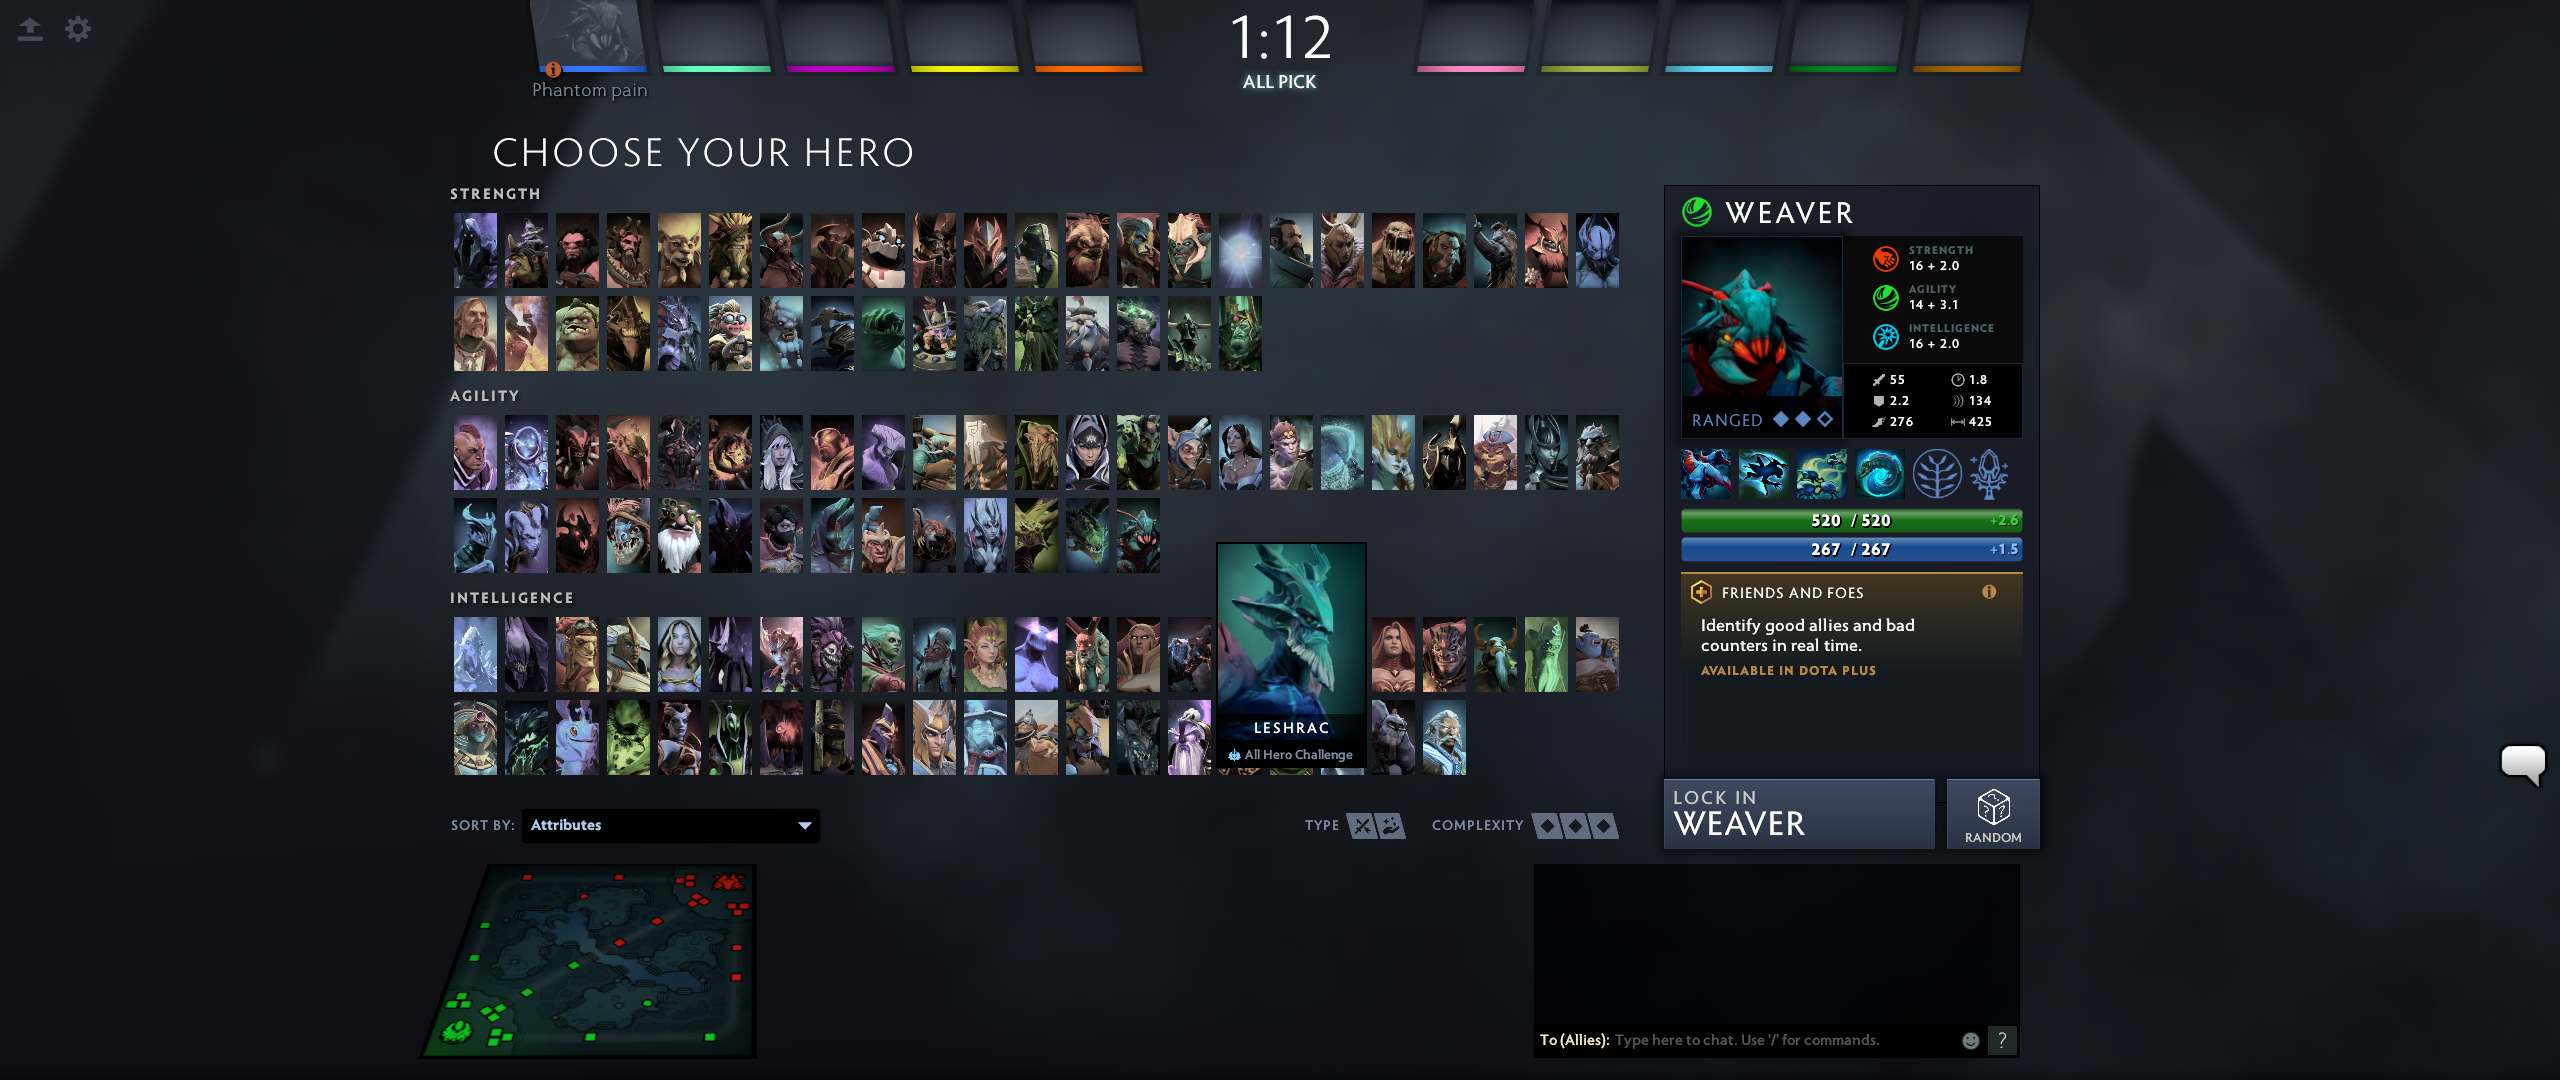 1:12
ALL PICK
Phantom pain
CHOOSE YOUR HERO
STRENGTH
AGILITY
INTELLIGENCE
LESHRAC
All Hero Challenge
SORT BY:
Attributes
TYPE
COMPLEXITY
WEAVER
STRENGTH
16 + 2.0
AGILITY
14 + 3.1
INTELLIGENCE
16 + 2.0
RANGED
55
1.8
2.2
134
276
425
520 / 520
+2.6
267 / 267
+1.5
FRIENDS AND FOES
Identify good allies and bad
counters in real time.
AVAILABLE IN DOTA PLUS
LOCK IN
WEAVER
RANDOM
To (Allies): Type here to chat. Use '/' for commands.
?